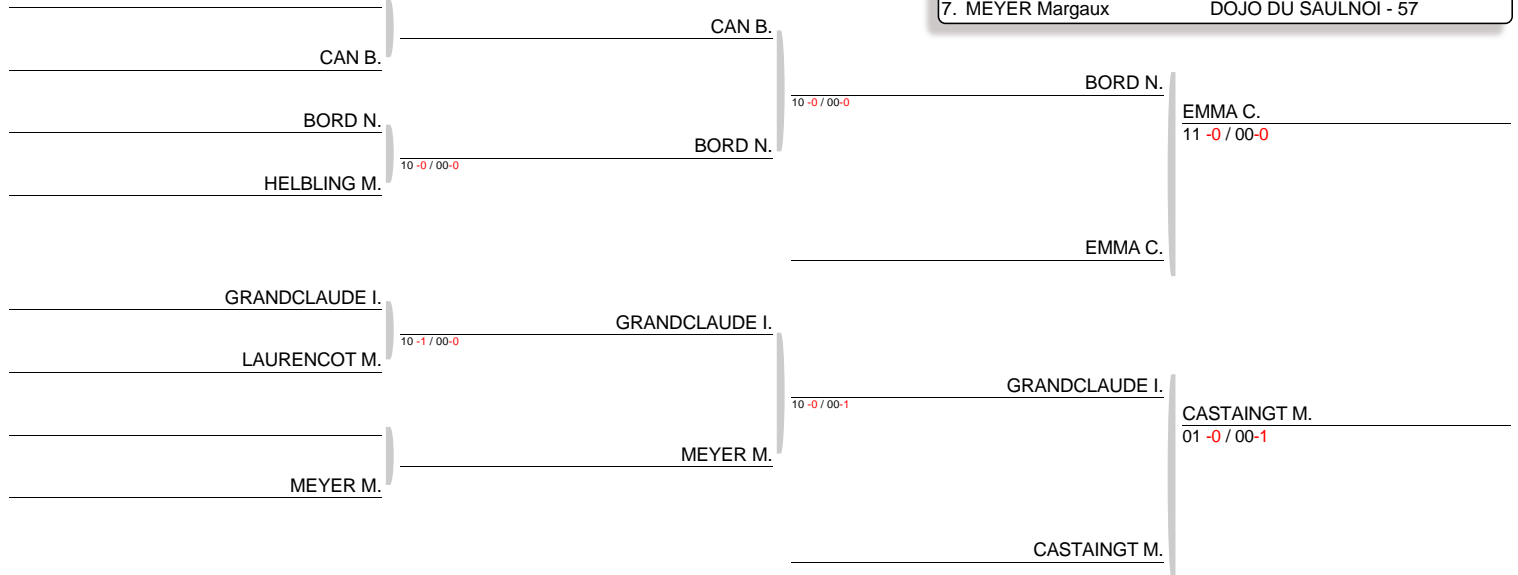 7. MEYER Margaux DOJO DU SAULNOI - 57
CAN B.
CAN B.
BORD N.
10 -0 / 00-0
EMMA C.
11 -0 / 00-0
BORD N.
BORD N.
10 -0 / 00-0
HELBLING M.
EMMA C.
GRANDCLAUDE I.
GRANDCLAUDE I.
10 -1 / 00-0
LAURENCOT M.
GRANDCLAUDE I.
10 -0 / 00-1
CASTAINGT M.
01 -0 / 00-1
MEYER M.
MEYER M.
CASTAINGT M.